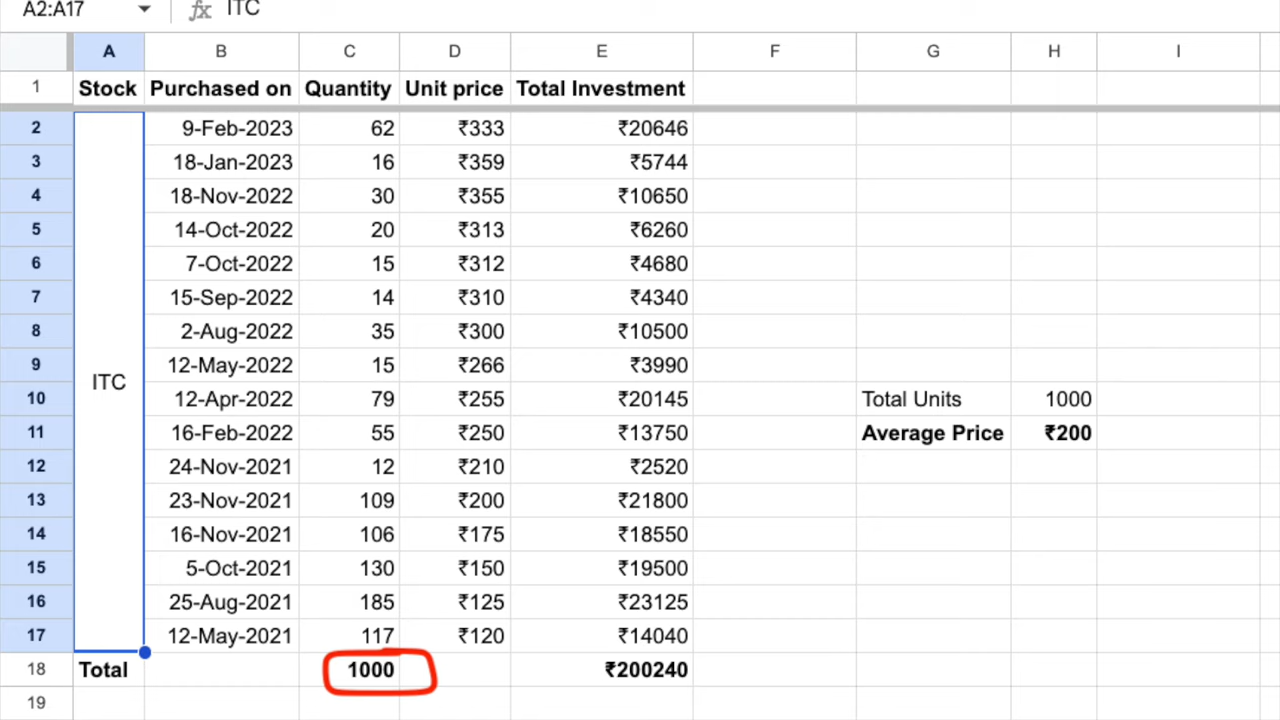 A2:A17 fx ITC
A B C D E F G H I
1 Stock Purchased on Quantity Unit price Total Investment
2 9-Feb-2023 62 ₹333 ₹20646
3 18-Jan-2023 16 ₹359 ₹5744
4 18-Nov-2022 30 ₹355 ₹10650
5 14-Oct-2022 20 ₹313 ₹6260
6 7-Oct-2022 15 ₹312 ₹4680
7 15-Sep-2022 14 ₹310 ₹4340
8 2-Aug-2022 35 ₹300 ₹10500
9 12-May-2022 15 ₹266 ₹3990
ITC
10 12-Apr-2022 79 ₹255 ₹20145 Total Units 1000
11 16-Feb-2022 55 ₹250 ₹13750 Average Price ₹200
12 24-Nov-2021 12 ₹210 ₹2520
13 23-Nov-2021 109 ₹200 ₹21800
14 16-Nov-2021 106 ₹175 ₹18550
15 5-Oct-2021 130 ₹150 ₹19500
16 25-Aug-2021 185 ₹125 ₹23125
17 12-May-2021 117 ₹120 ₹14040
18 Total 1000 ₹200240
19